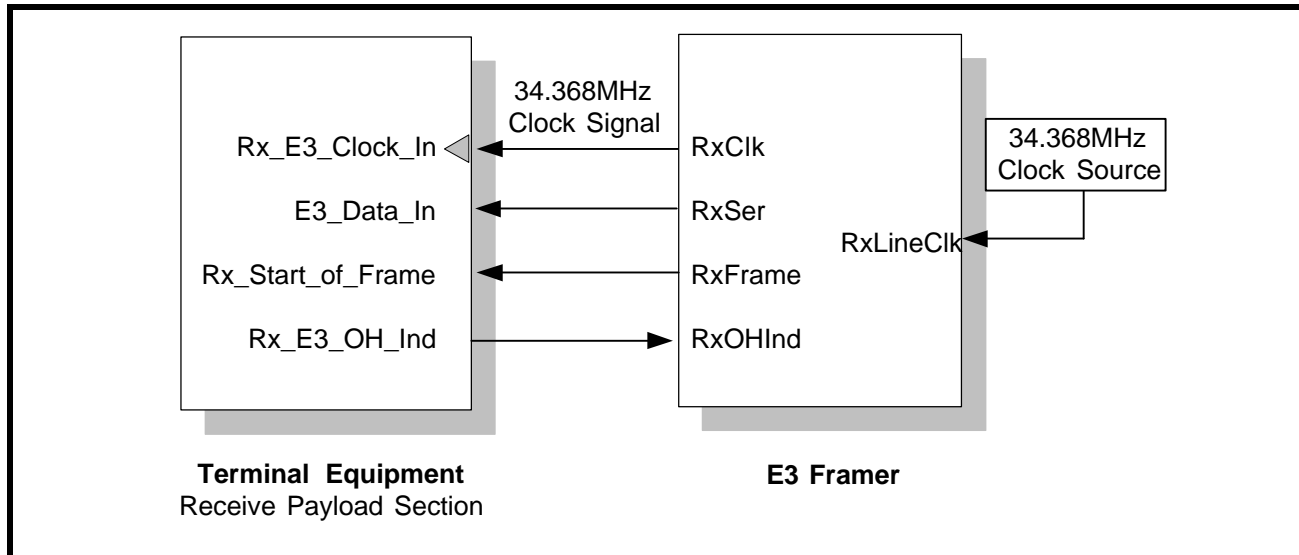 34.368MHz
Clock Signal
34.368MHz
Clock Source
Rx_E3_Clock_In
RxClk
E3_Data_In
RxSer
RxLineClk
Rx_Start_of_Frame
RxFrame
Rx_E3_OH_Ind
RxOHInd
Terminal Equipment
Receive Payload Section
E3 Framer